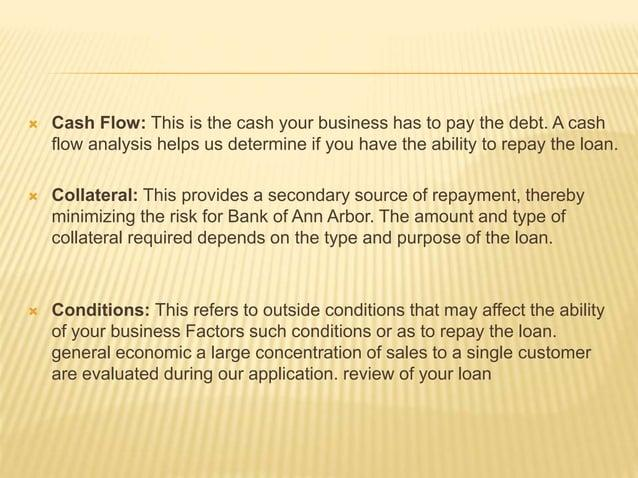 Cash Flow: This is the cash your business has to pay the debt. A cash
flow analysis helps us determine if you have the ability to repay the loan.
Collateral: This provides a secondary source of repayment, thereby
minimizing the risk for Bank of Ann Arbor. The amount and type of
collateral required depends on the type and purpose of the loan.
Conditions: This refers to outside conditions that may affect the ability
of your business Factors such conditions or as to repay the loan.
general economic a large concentration of sales to a single customer
are evaluated during our application. review of your loan